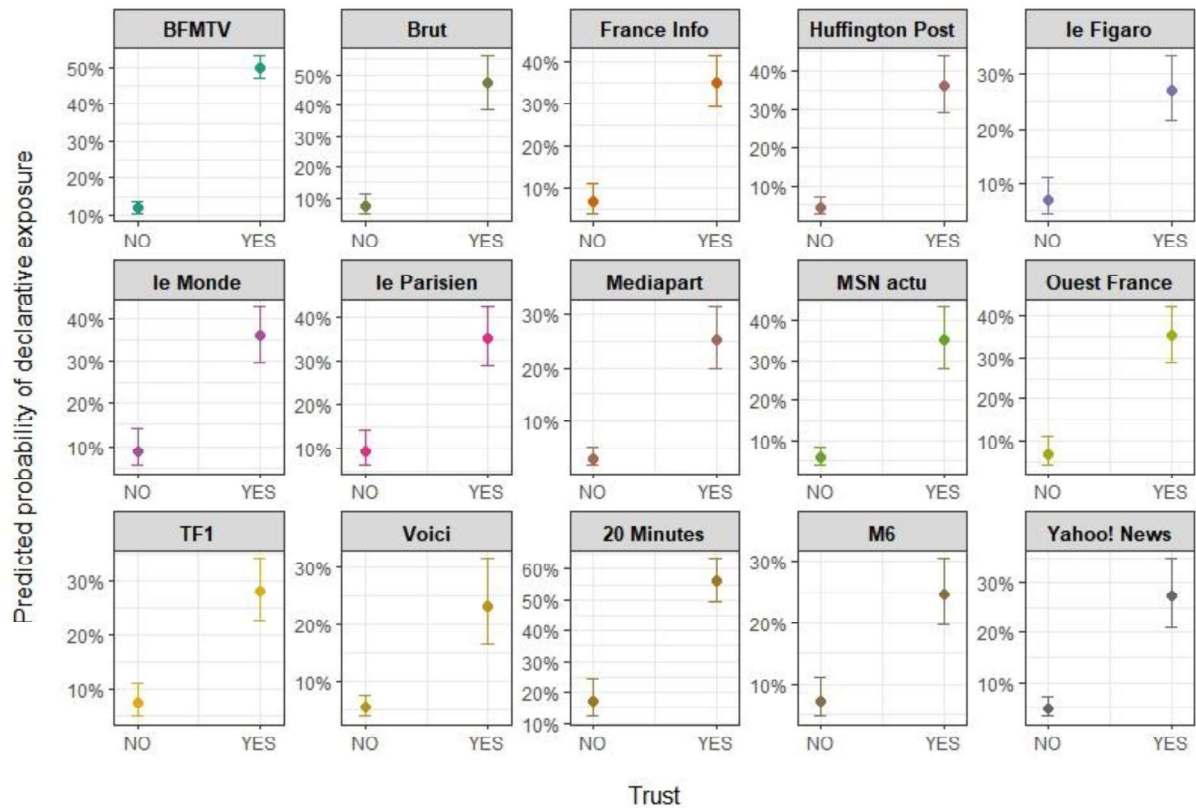 Predicted probability of declarative exposure
BFMTV
50%
40%
30%
20%
10%
NO YES
Brut
50%
40%
30%
20%
10%
NO YES
France Info
40%
30%
20%
10%
NO YES
Huffington Post
40%
30%
20%
10%
NO YES
le Figaro
30%
20%
10%
NO YES
le Monde
40%
30%
20%
10%
NO YES
le Parisien
40%
30%
20%
10%
NO YES
Mediapart
30%
20%
10%
NO YES
MSN actu
40%
30%
20%
10%
NO YES
Ouest France
40%
30%
20%
10%
NO YES
TF1
30%
20%
10%
NO YES
Voici
30%
20%
10%
NO YES
20 Minutes
60%
50%
40%
30%
20%
10%
NO YES
M6
30%
20%
10%
NO YES
Yahoo! News
30%
20%
10%
NO YES
Trust